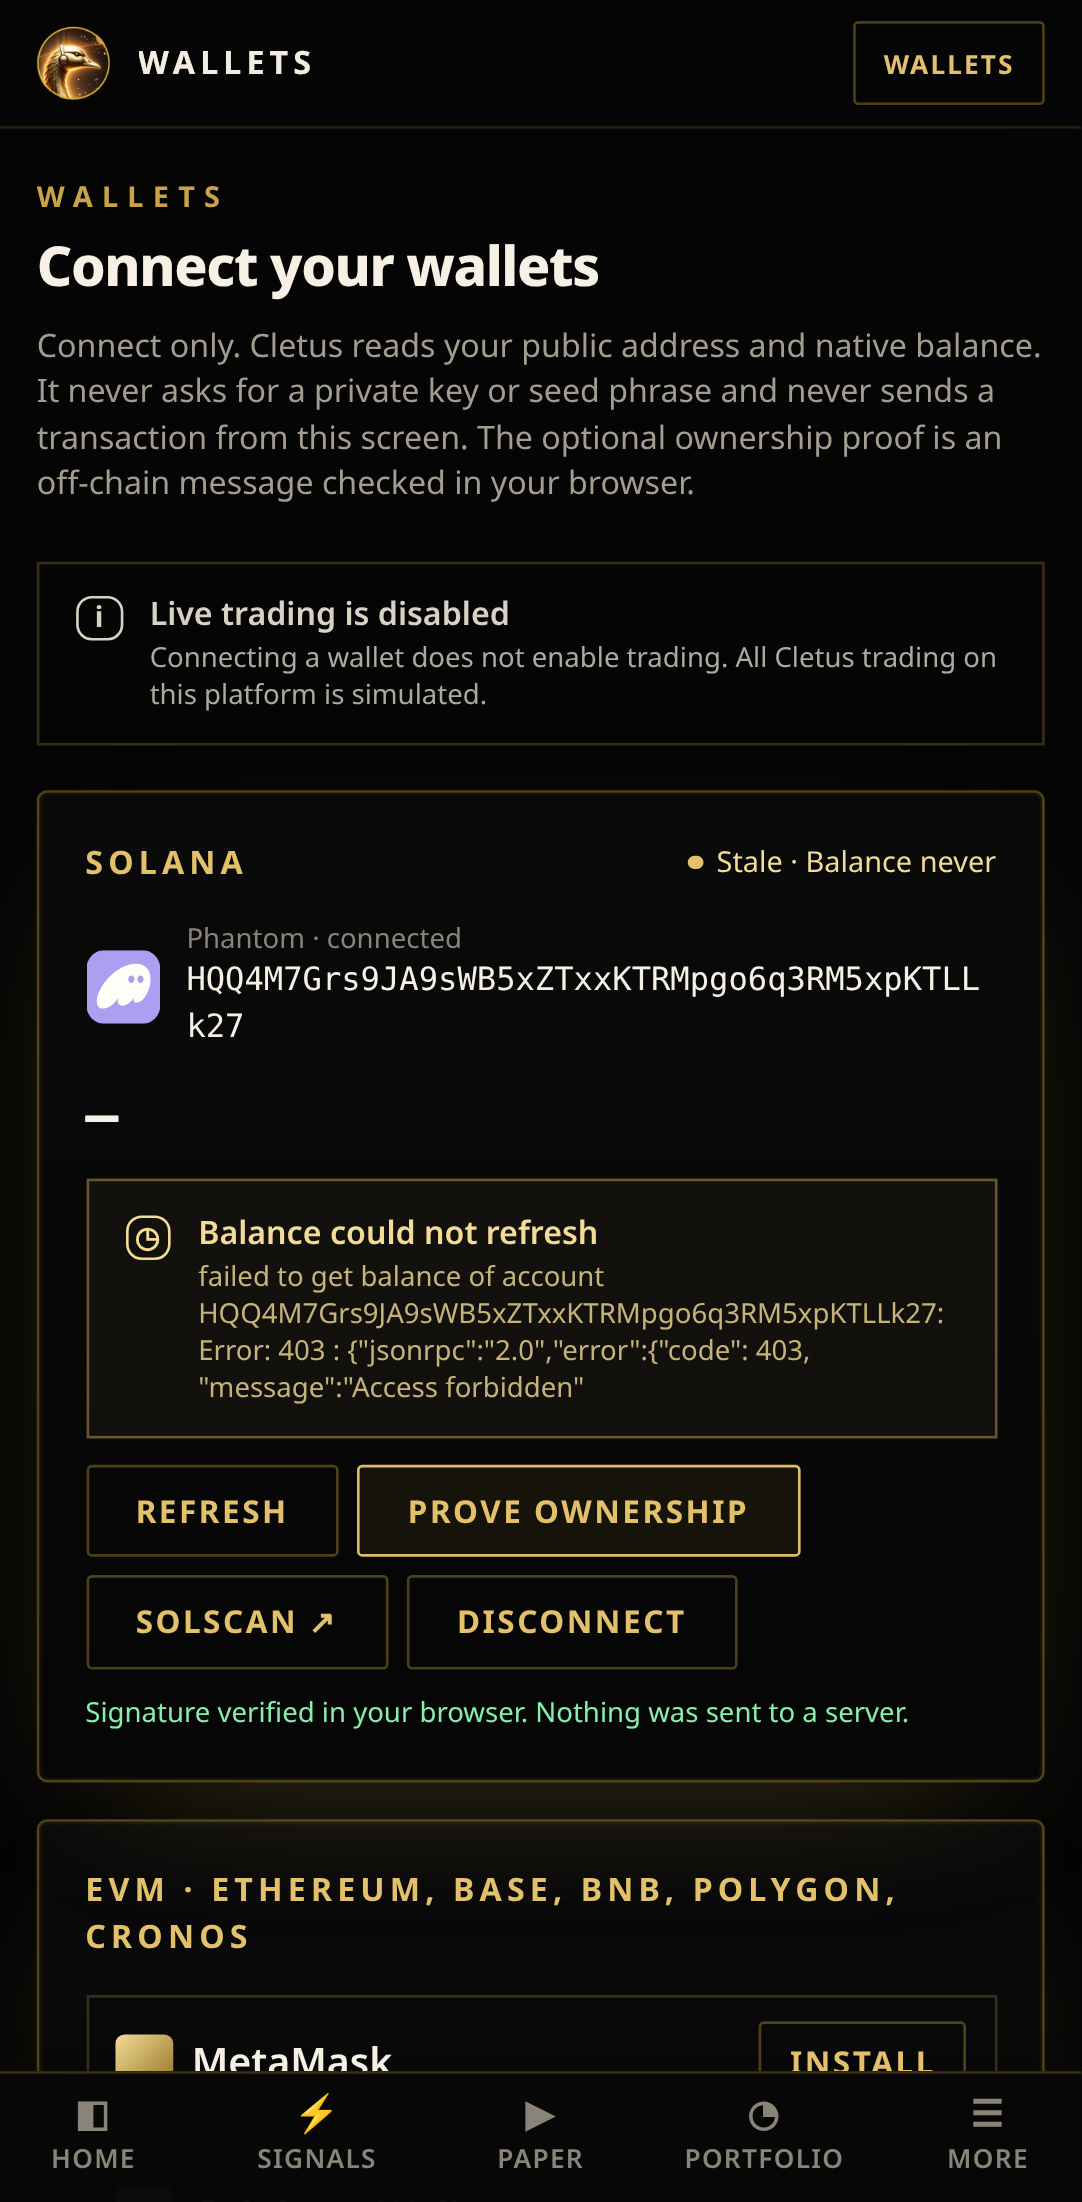 WALLETS
WALLETS
WALLETS
Connect your wallets
Connect only. Cletus reads your public address and native balance.
It never asks for a private key or seed phrase and never sends a
transaction from this screen. The optional ownership proof is an
off-chain message checked in your browser.
i
Live trading is disabled
Connecting a wallet does not enable trading. All Cletus trading on
this platform is simulated.
SOLANA
Stale · Balance never
Phantom · connected
HQQ4M7Grs9JA9sWB5xZTxxKTRMpgo6q3RM5xpKTLL
k27
—
Balance could not refresh
failed to get balance of account
HQQ4M7Grs9JA9sWB5xZTxxKTRMpgo6q3RM5xpKTLLk27:
Error: 403 : {"jsonrpc":"2.0","error":{"code": 403,
"message":"Access forbidden"
REFRESH
PROVE OWNERSHIP
SOLSCAN ↗
DISCONNECT
Signature verified in your browser. Nothing was sent to a server.
EVM · ETHEREUM, BASE, BNB, POLYGON,
CRONOS
MetaMask
INSTALL
HOME
SIGNALS
PAPER
PORTFOLIO
MORE